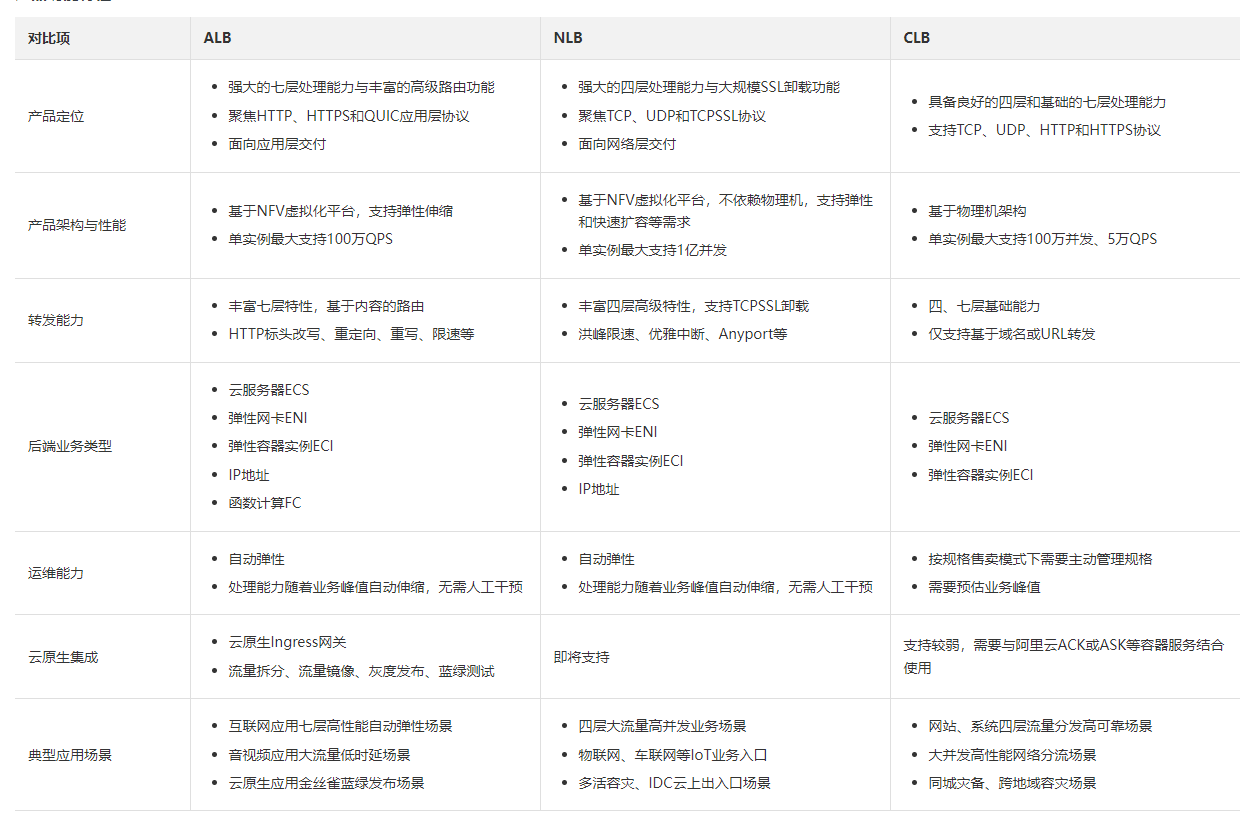 对比项
ALB
NLB
CLB
产品定位
强大的七层处理能力与丰富的高级路由功能
聚焦HTTP、HTTPS和QUIC应用层协议
面向应用层交付
强大的四层处理能力与大规模SSL卸载功能
聚焦TCP、UDP和TCPSSL协议
面向网络层交付
具备良好的四层和基础的七层处理能力
支持TCP、UDP、HTTP和HTTPS协议
产品架构与性能
基于NFV虚拟化平台，支持弹性伸缩
单实例最大支持100万QPS
基于NFV虚拟化平台，不依赖物理机，支持弹性
和快速扩容等需求
单实例最大支持1亿并发
基于物理机架构
单实例最大支持100万并发、5万QPS
转发能力
丰富七层特性，基于内容的路由
HTTP标头改写、重定向、重写、限速等
丰富四层高级特性，支持TCPSSL卸载
洪峰限速、优雅中断、Anyport等
四、七层基础能力
仅支持基于域名或URL转发
后端业务类型
云服务器ECS
弹性网卡ENI
弹性容器实例ECI
IP地址
函数计算FC
云服务器ECS
弹性网卡ENI
弹性容器实例ECI
IP地址
云服务器ECS
弹性网卡ENI
弹性容器实例ECI
运维能力
自动弹性
处理能力随着业务峰值自动伸缩，无需人工干预
自动弹性
处理能力随着业务峰值自动伸缩，无需人工干预
按规格售卖模式下需要主动管理规格
需要预估业务峰值
云原生集成
云原生Ingress网关
流量拆分、流量镜像、灰度发布、蓝绿测试
即将支持
支持较弱，需要与阿里云ACK或ASK等容器服务结合
使用
典型应用场景
互联网应用七层高性能自动弹性场景
音视频应用大流量低时延场景
云原生应用金丝雀蓝绿发布场景
四层大流量高并发业务场景
物联网、车联网等IoT业务入口
多活容灾、IDC云上出入口场景
网站、系统四层流量分发高可靠场景
大并发高性能网络分流场景
同城灾备、跨地域容灾场景